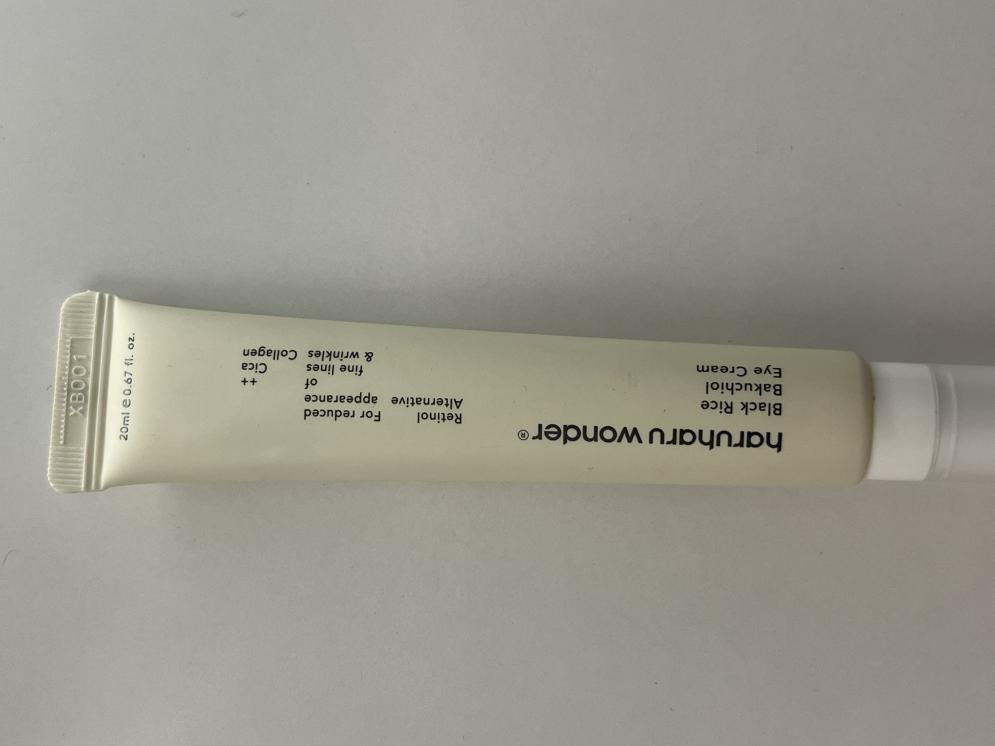 haruharu wonder®
Black Rice
Bakuchiol
Eye Cream
Retinol
Alternative
For reduced
appearance
of
fine lines
& wrinkles
++
Cica
Collagen
20ml e 0.67 fl. oz.
XB001